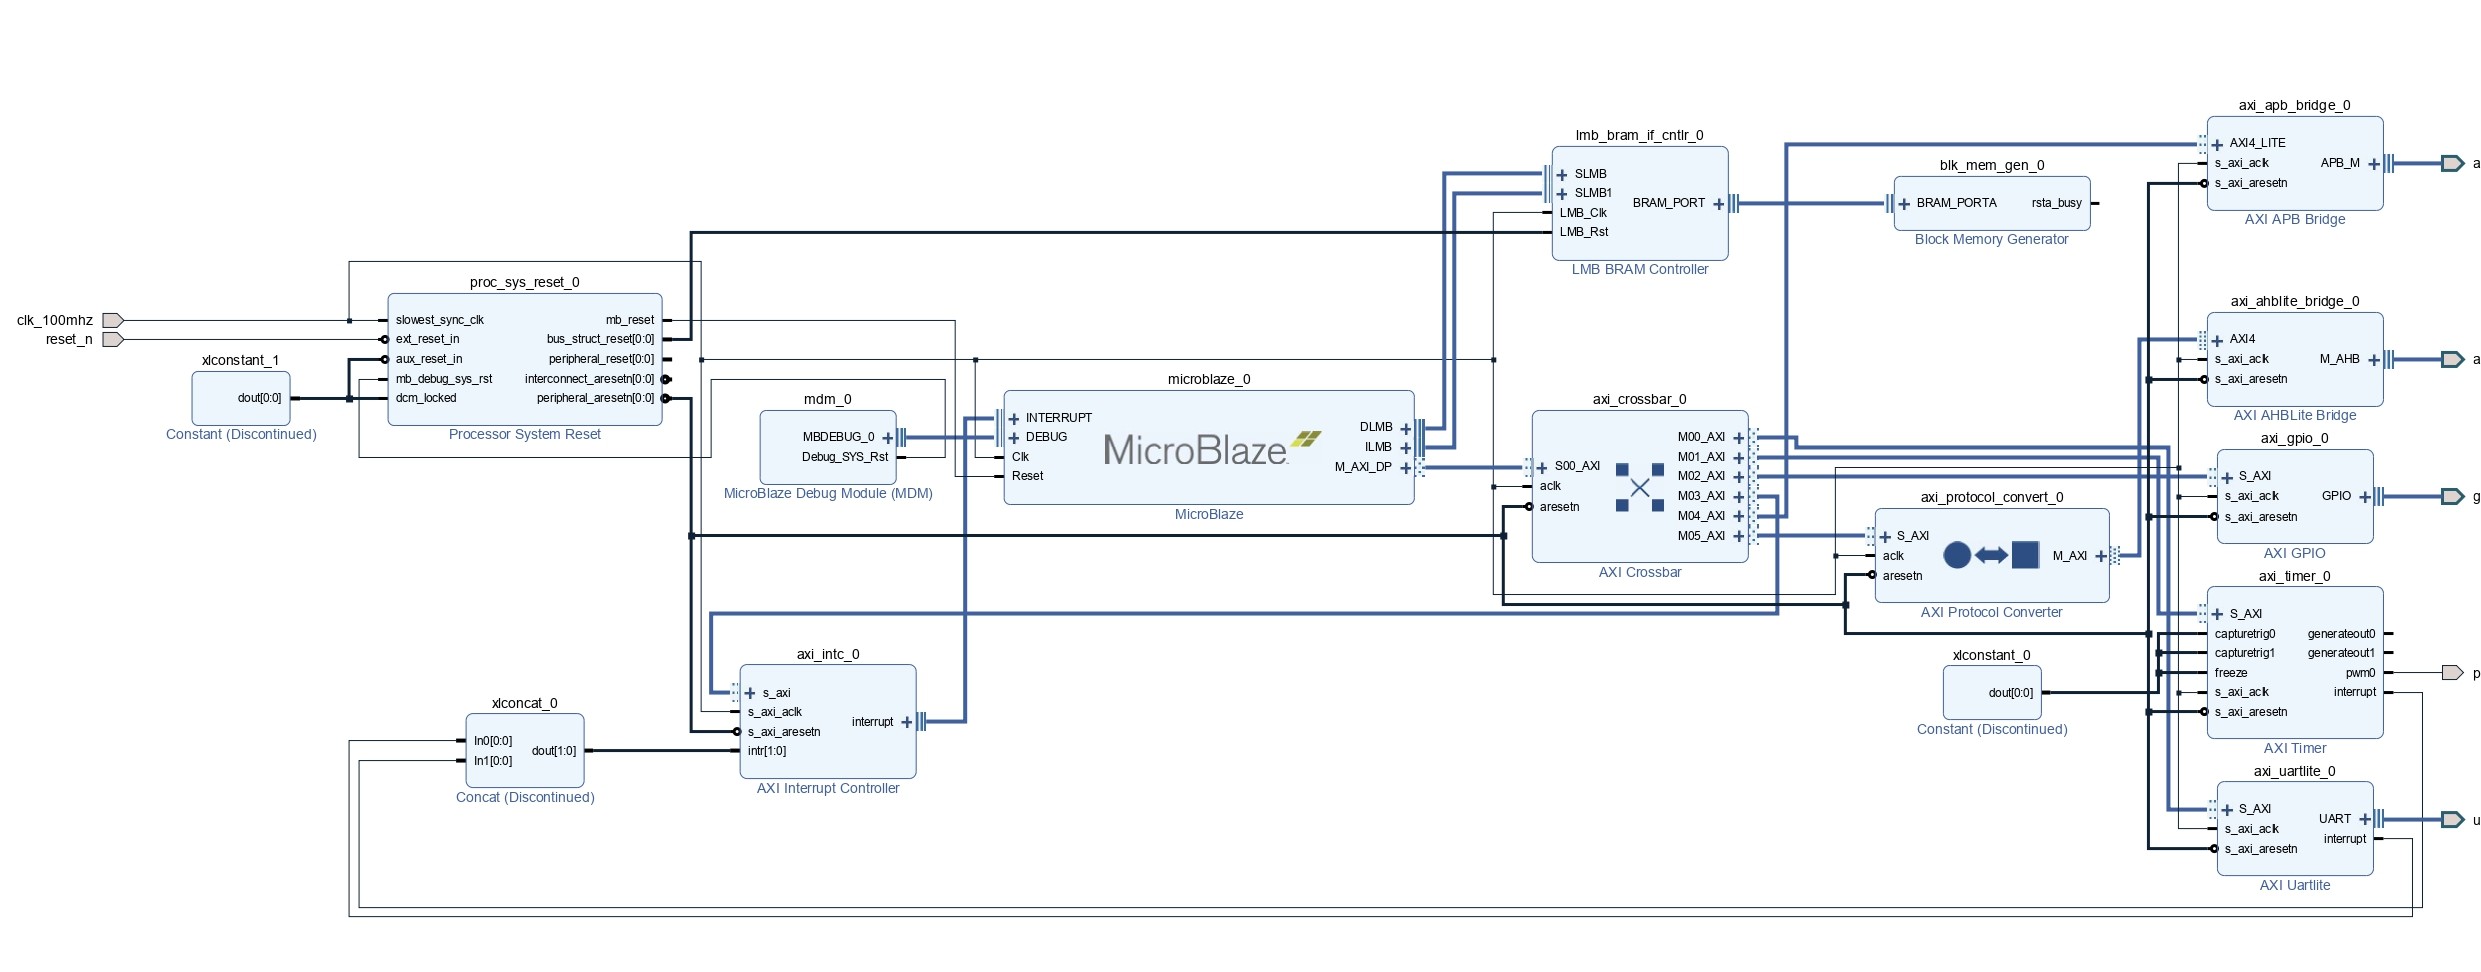 axi_apb_bridge_0
AXI4_LITE
s_axi_aclk
s_axi_aresetn
APB_M
AXI APB Bridge
a
lmb_bram_if_cntlr_0
SLMB
SLMB1
LMB_Clk
LMB_Rst
BRAM_PORT
LMB BRAM Controller
blk_mem_gen_0
BRAM_PORTA
rsta_busy
Block Memory Generator
clk_100mhz
reset_n
proc_sys_reset_0
slowest_sync_clk
ext_reset_in
aux_reset_in
mb_debug_sys_rst
dcm_locked
mb_reset
bus_struct_reset[0:0]
peripheral_reset[0:0]
interconnect_aresetn[0:0]
peripheral_aresetn[0:0]
Processor System Reset
xlconstant_1
dout[0:0]
Constant (Discontinued)
mdm_0
MBDEBUG_0
Debug_SYS_Rst
MicroBlaze Debug Module (MDM)
microblaze_0
INTERRUPT
DEBUG
Clk
Reset
MicroBlaze
DLMB
ILMB
M_AXI_DP
MicroBlaze
axi_crossbar_0
S00_AXI
aclk
aresetn
M00_AXI
M01_AXI
M02_AXI
M03_AXI
M04_AXI
M05_AXI
AXI Crossbar
axi_ahblite_bridge_0
AXI4
s_axi_aclk
s_axi_aresetn
M_AHB
AXI AHBLite Bridge
a
axi_gpio_0
S_AXI
s_axi_aclk
s_axi_aresetn
GPIO
AXI GPIO
g
axi_protocol_convert_0
S_AXI
aclk
aresetn
M_AXI
AXI Protocol Converter
axi_timer_0
S_AXI
capturetrig0
capturetrig1
freeze
s_axi_aclk
s_axi_aresetn
generateout0
generateout1
pwm0
interrupt
AXI Timer
p
xlconstant_0
dout[0:0]
Constant (Discontinued)
axi_intc_0
s_axi
s_axi_aclk
s_axi_aresetn
intr[1:0]
interrupt
AXI Interrupt Controller
xlconcat_0
In0[0:0]
In1[0:0]
dout[1:0]
Concat (Discontinued)
axi_uartlite_0
S_AXI
s_axi_aclk
s_axi_aresetn
UART
interrupt
AXI Uartlite
u